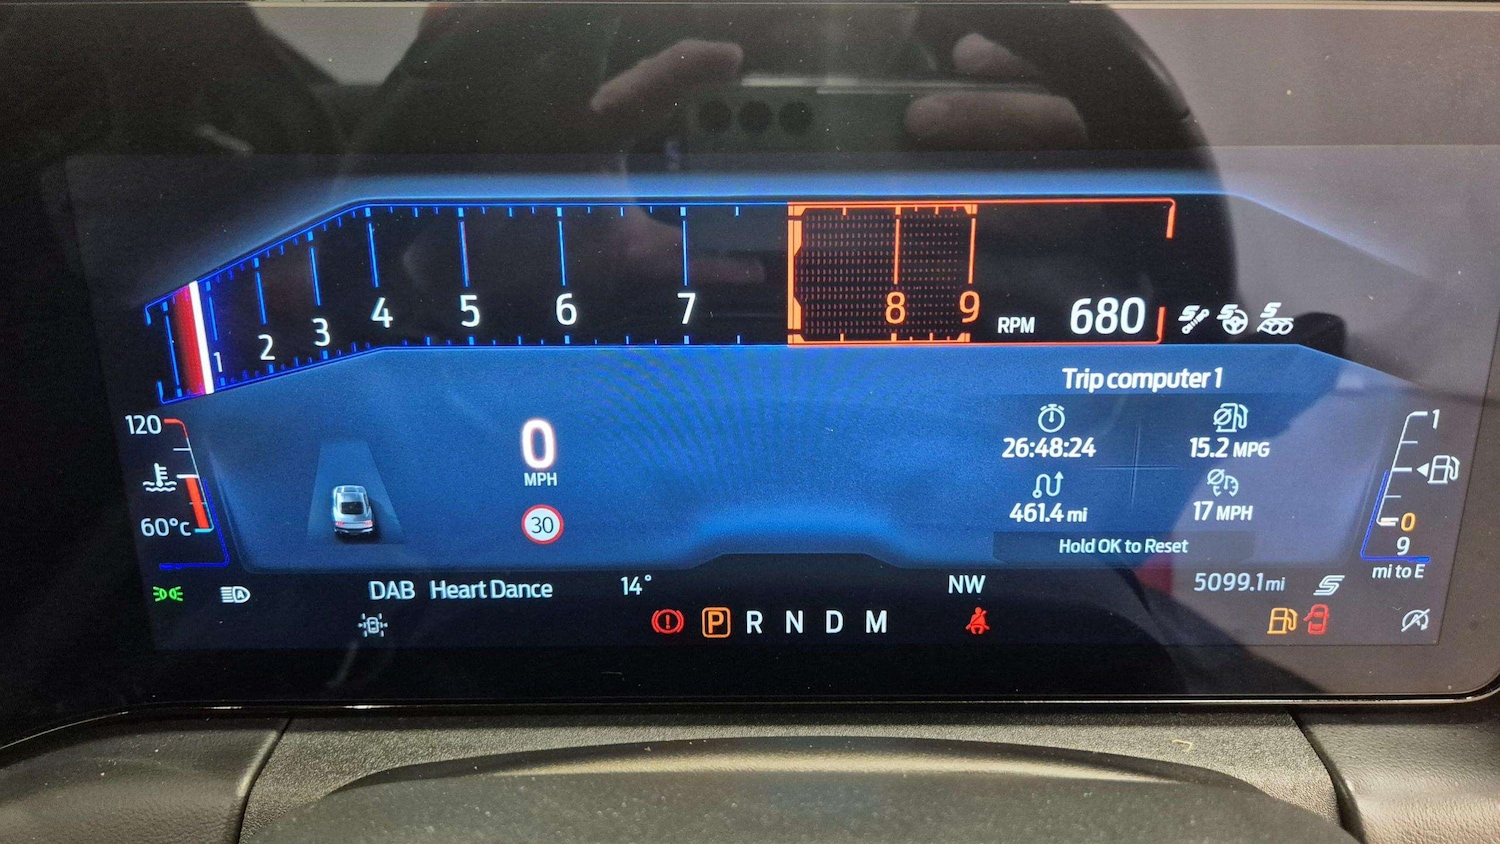 1 2 3 4 5 6 7 8 9 RPM 680
Trip computer 1
26:48:24 15.2 MPG
461.4 mi 17 MPH
Hold OK to Reset
120
60°c
0
MPH
30
1
0
9
mi to E
DAB Heart Dance 14° NW 5099.1 mi
P R N D M